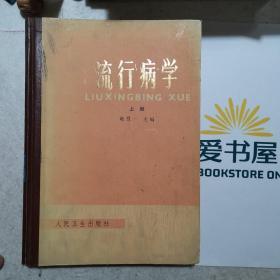 流行病学
LIUXINGBING XUE
上册
主编
人民卫生出版社
爱书屋
BOOKSTORE ON